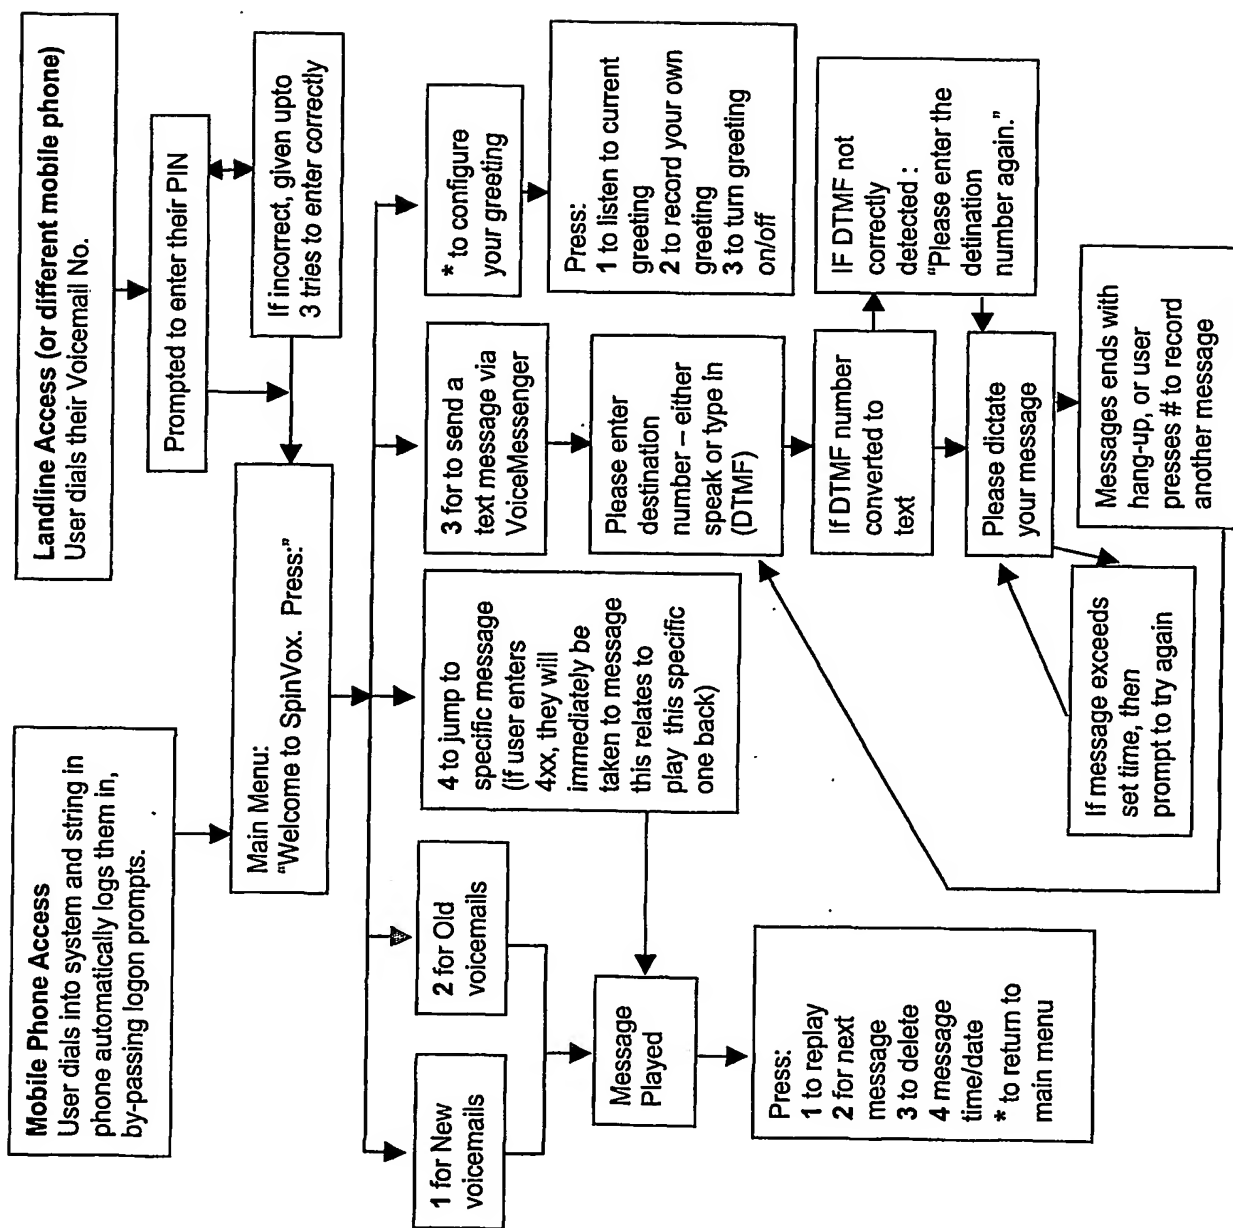 Mobile Phone Access
User dials into system and string in
phone automatically logs them in,
by-passing logon prompts.
Landline Access (or different mobile phone)
User dials their Voicemail No.
Prompted to enter their PIN
If incorrect, given upto
3 tries to enter correctly
Main Menu:
“Welcome to SpinVox. Press:”
1 for New
voicemails
2 for Old
voicemails
4 to jump to
specific message
(if user enters
4xx, they will
immediately be
taken to message
this relates to
play this specific
one back)
3 for to send a
text message via
VoiceMessenger
* to configure
your greeting
Message
Played
Please enter
destination
number – either
speak or type in
(DTMF)
Press:
1 to listen to current
greeting
2 to record your own
greeting
3 to turn greeting
on/off
Press:
1 to replay
2 for next
message
3 to delete
4 message
time/date
* to return to
main menu
If DTMF number
converted to
text
IF DTMF not
correctly
detected :
“Please enter the
detination
number again.”
Please dictate
your message
If message exceeds
set time, then
prompt to try again
Messages ends with
hang-up, or user
presses # to record
another message